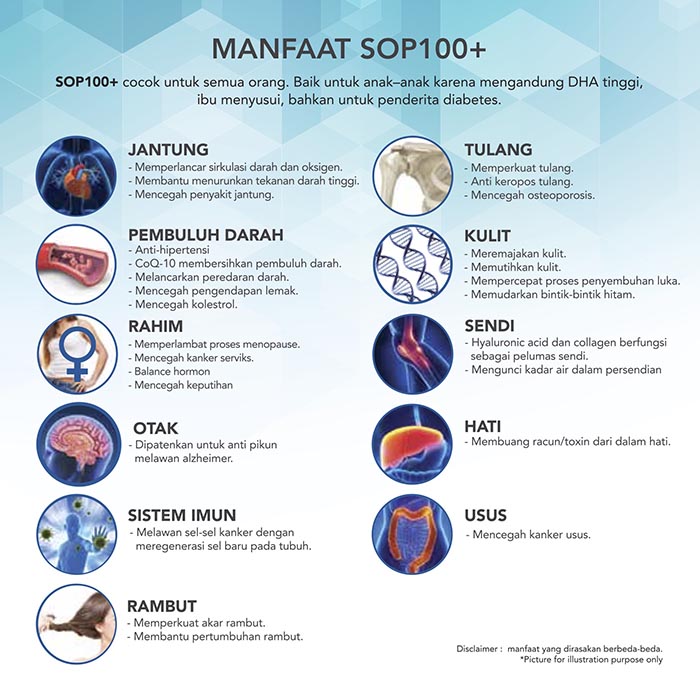 MANFAAT SOP100+
SOP100+ cocok untuk semua orang. Baik untuk anak–anak karena mengandung DHA tinggi,
ibu menyusui, bahkan untuk penderita diabetes.
JANTUNG
- Memperlancar sirkulasi darah dan oksigen.
- Membantu menurunkan tekanan darah tinggi.
- Mencegah penyakit jantung.
PEMBULUH DARAH
- Anti-hipertensi
- CoQ-10 membersihkan pembuluh darah.
- Melancarkan peredaran darah.
- Mencegah pengendapan lemak.
- Mencegah kolestrol.
RAHIM
- Memperlambat proses menopause.
- Mencegah kanker serviks.
- Balance hormon
- Mencegah keputihan
OTAK
- Dipatenkan untuk anti pikun
melawan alzheimer.
SISTEM IMUN
- Melawan sel-sel kanker dengan
meregenerasi sel baru pada tubuh.
RAMBUT
- Memperkuat akar rambut.
- Membantu pertumbuhan rambut.
TULANG
- Memperkuat tulang.
- Anti keropos tulang.
- Mencegah osteoporosis.
KULIT
- Meremajakan kulit.
- Memutihkan kulit.
- Mempercepat proses penyembuhan luka.
- Memudarkan bintik-bintik hitam.
SENDI
- Hyaluronic acid dan collagen berfungsi
sebagai pelumas sendi.
- Mengunci kadar air dalam persendian
HATI
- Membuang racun/toxin dari dalam hati.
USUS
- Mencegah kanker usus.
Disclaimer : manfaat yang dirasakan berbeda-beda.
*Picture for illustration purpose only